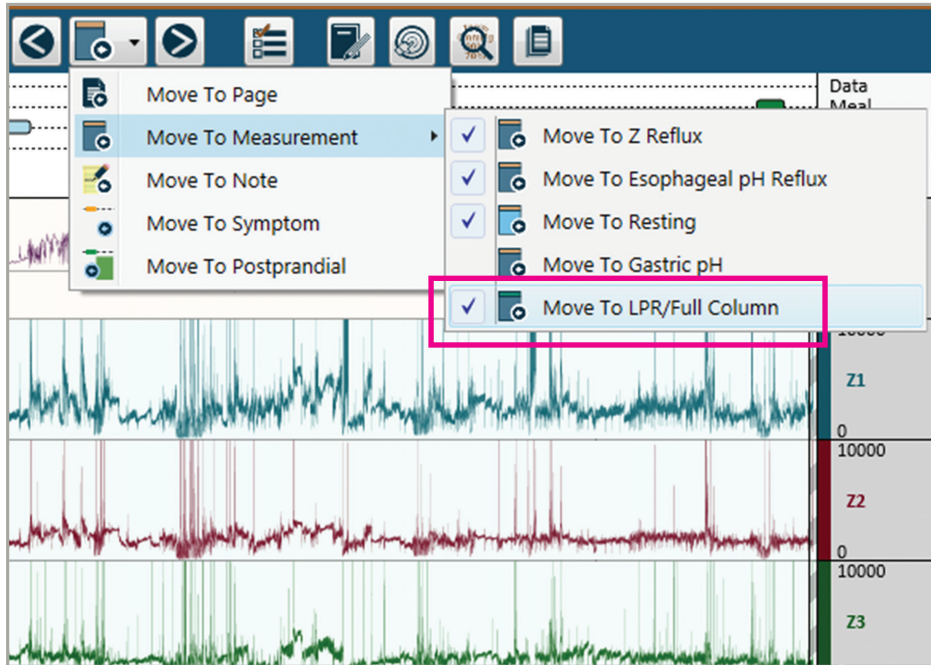 Data
Meal
Move To Page
Move To Measurement
Move To Note
Move To Symptom
Move To Postprandial
Move To Z Reflux
Move To Esophageal pH Reflux
Move To Resting
Move To Gastric pH
Move To LPR/Full Column
10000
Z1
0
10000
Z2
0
10000
Z3